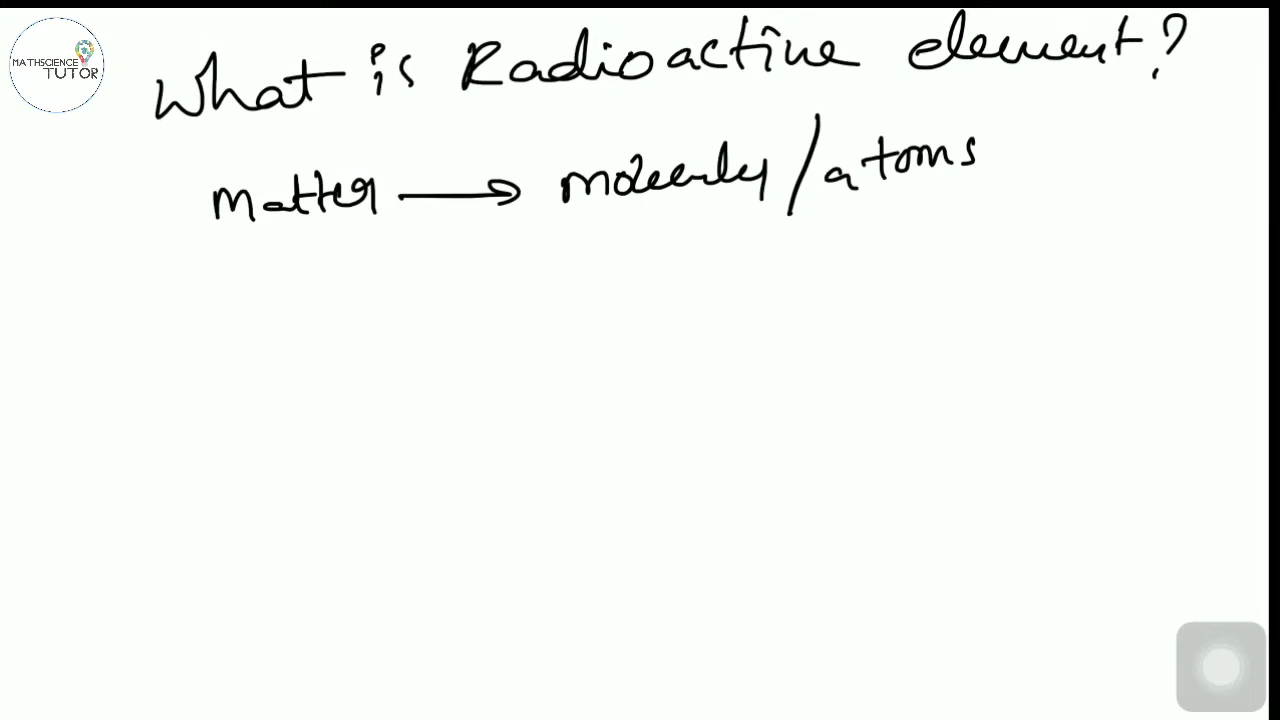 MATHSCIENCE
TUTOR
What is Radioactive element?
Matter → molecules / atoms